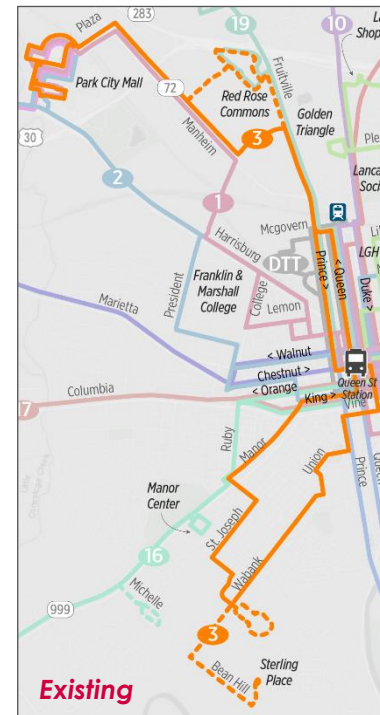 283
Plaza
19
10
Shop
Park City Mall
72
Fruitville
Red Rose
Commons
Golden
Triangle
30
Manheim
3
Ple
Lanca
Soci
2
1
Mcgovern
Harrisburg
DTT
LGH
Franklin &
Marshall
College
College
Prince >
< Queen
Duke >
President
Lemon
Marietta
< Walnut
Chestnut >
< Orange
Queen St
Station
Columbia
King >
Vine
17
Ruby
Manor
Union
Prince
Queen
Manor
Center
St. Joseph
Wabank
16
Michelle
999
3
Bean Hill
Sterling
Place
Existing